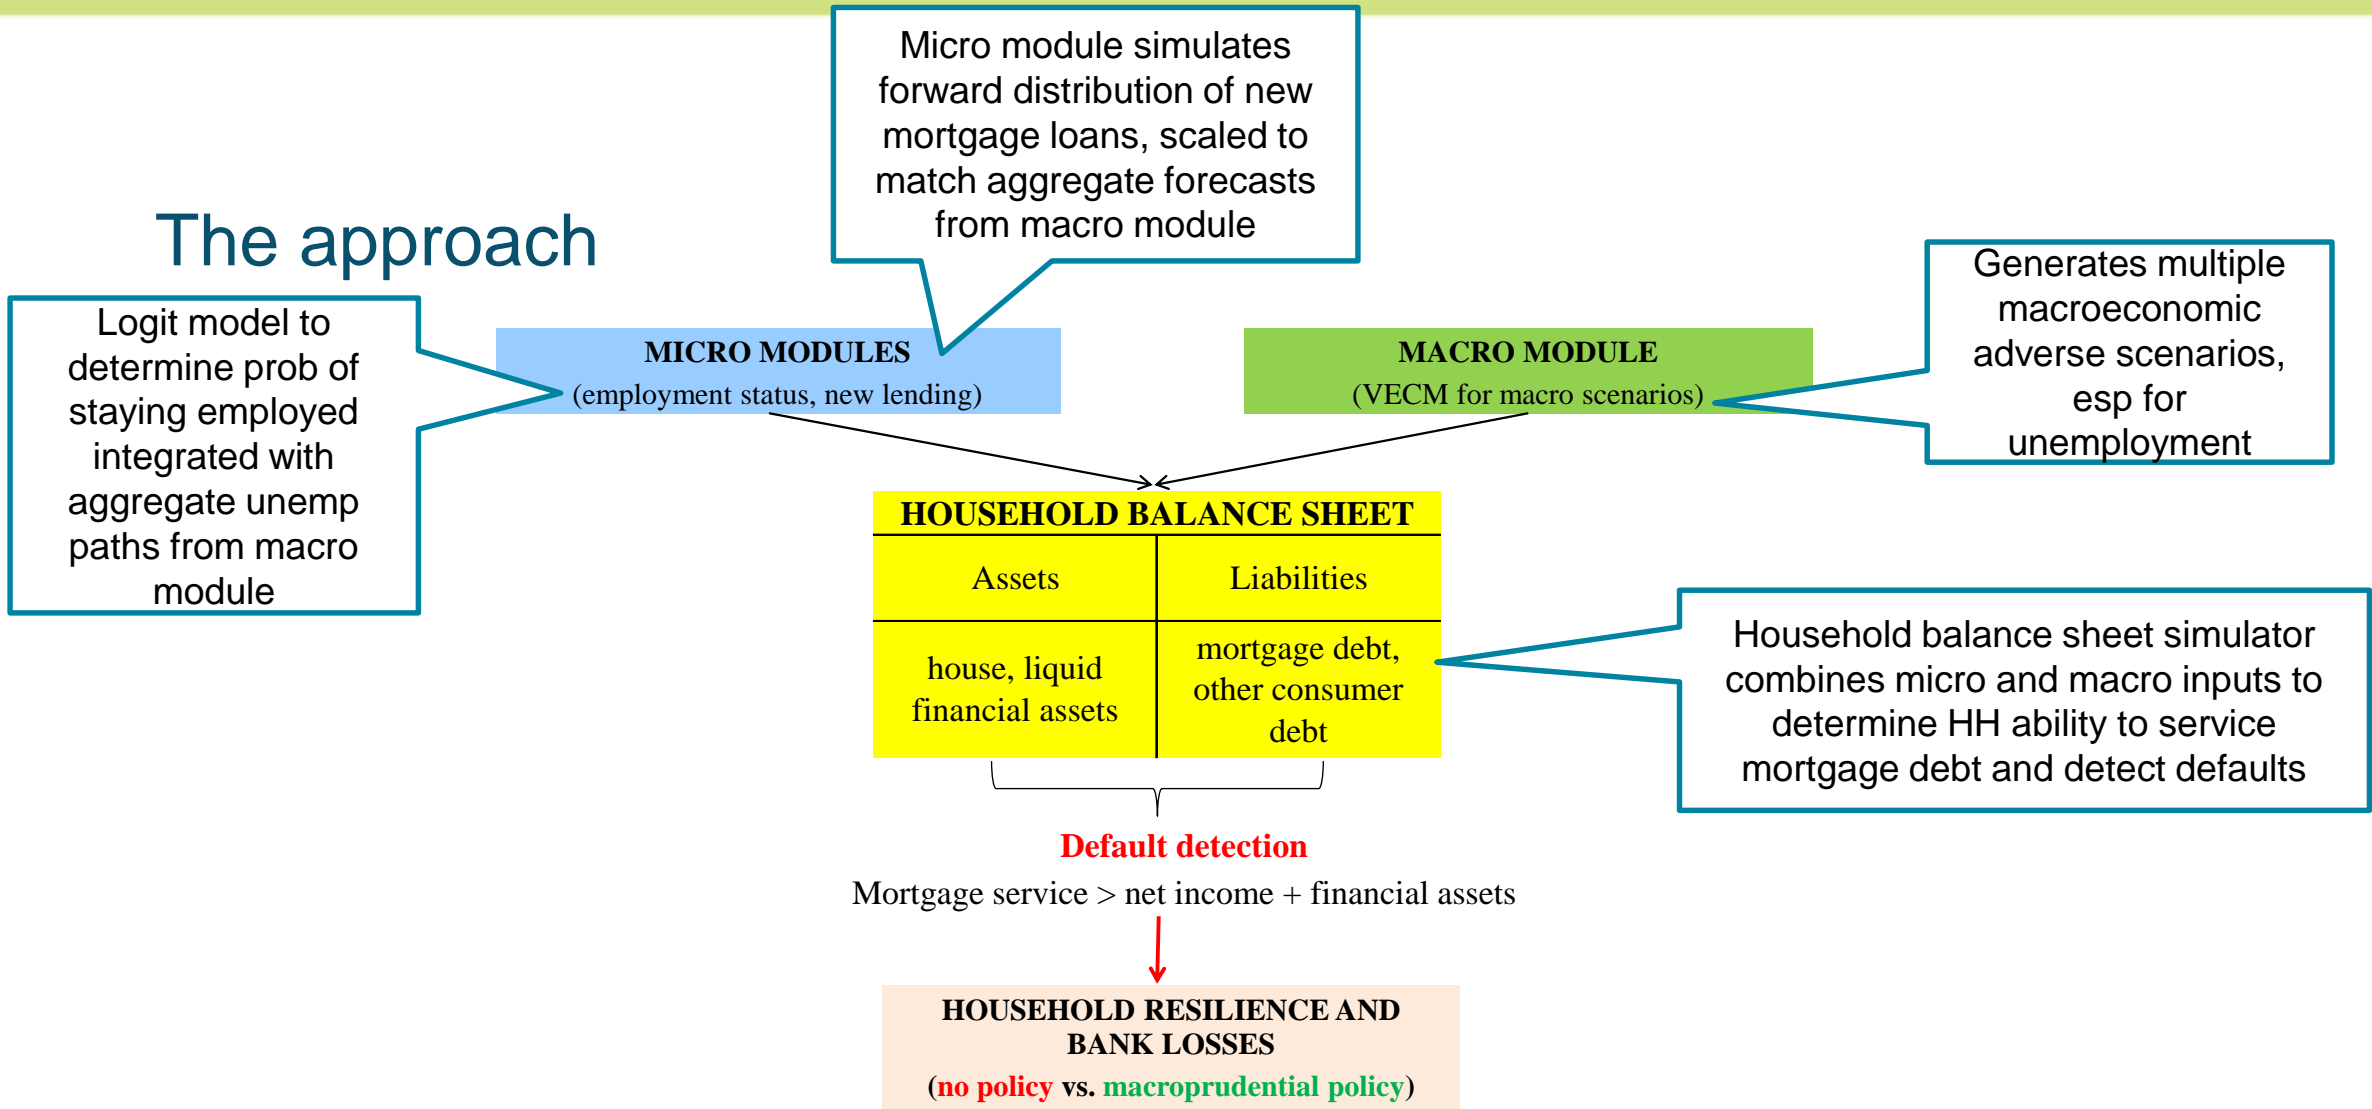 Micro module simulates
forward distribution of new
mortgage loans, scaled to
match aggregate forecasts
from macro module
The approach
Logit model to
determine prob of
staying employed
integrated with
aggregate unemp
paths from macro
module
MICRO MODULES
(employment status, new lending)
MACRO MODULE
(VECM for macro scenarios)
Generates multiple
macroeconomic
adverse scenarios,
esp for
unemployment
HOUSEHOLD BALANCE SHEET
Assets
Liabilities
house, liquid
financial assets
mortgage debt,
other consumer
debt
Household balance sheet simulator
combines micro and macro inputs to
determine HH ability to service
mortgage debt and detect defaults
Default detection
Mortgage service > net income + financial assets
HOUSEHOLD RESILIENCE AND
BANK LOSSES
(no policy vs. macroprudential policy)